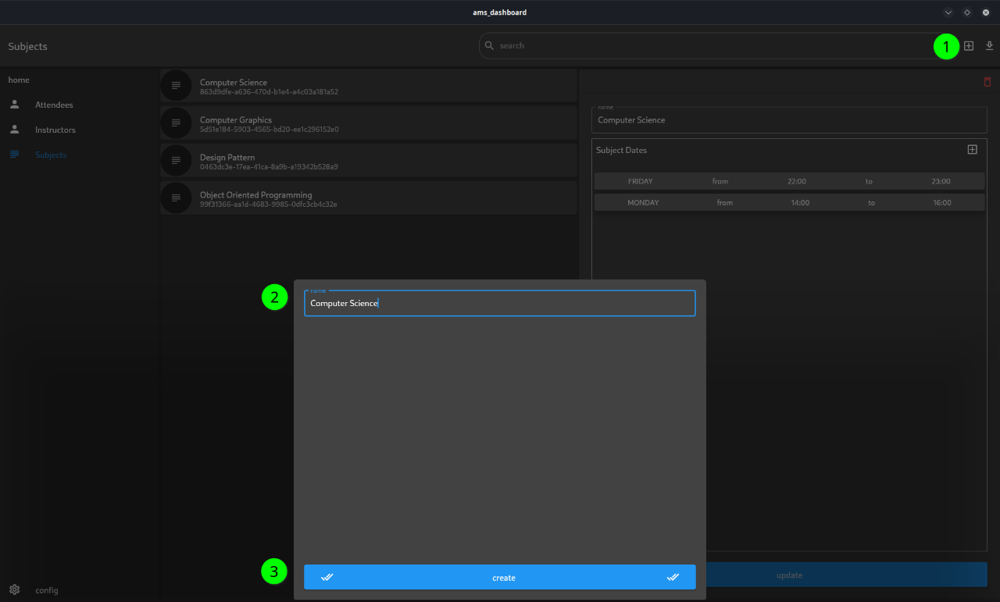 ams_dashboard
Subjects
search
1
home
Attendees
Instructors
Subjects
Computer Science
863d9dfe-a636-470d-b1e4-a4c03a181a52
Computer Graphics
5d51e184-5903-4565-bd20-ee1c296152e0
Design Pattern
0463dc3e-17ea-41ca-8a9b-a19342b528a9
Object Oriented Programming
99f31366-aa1d-4683-9985-0dfc3cb4c32e
name
Computer Science
Subject Dates
FRIDAY from 22:00 to 23:00
MONDAY from 14:00 to 16:00
2
name
Computer Science
3
create
update
config